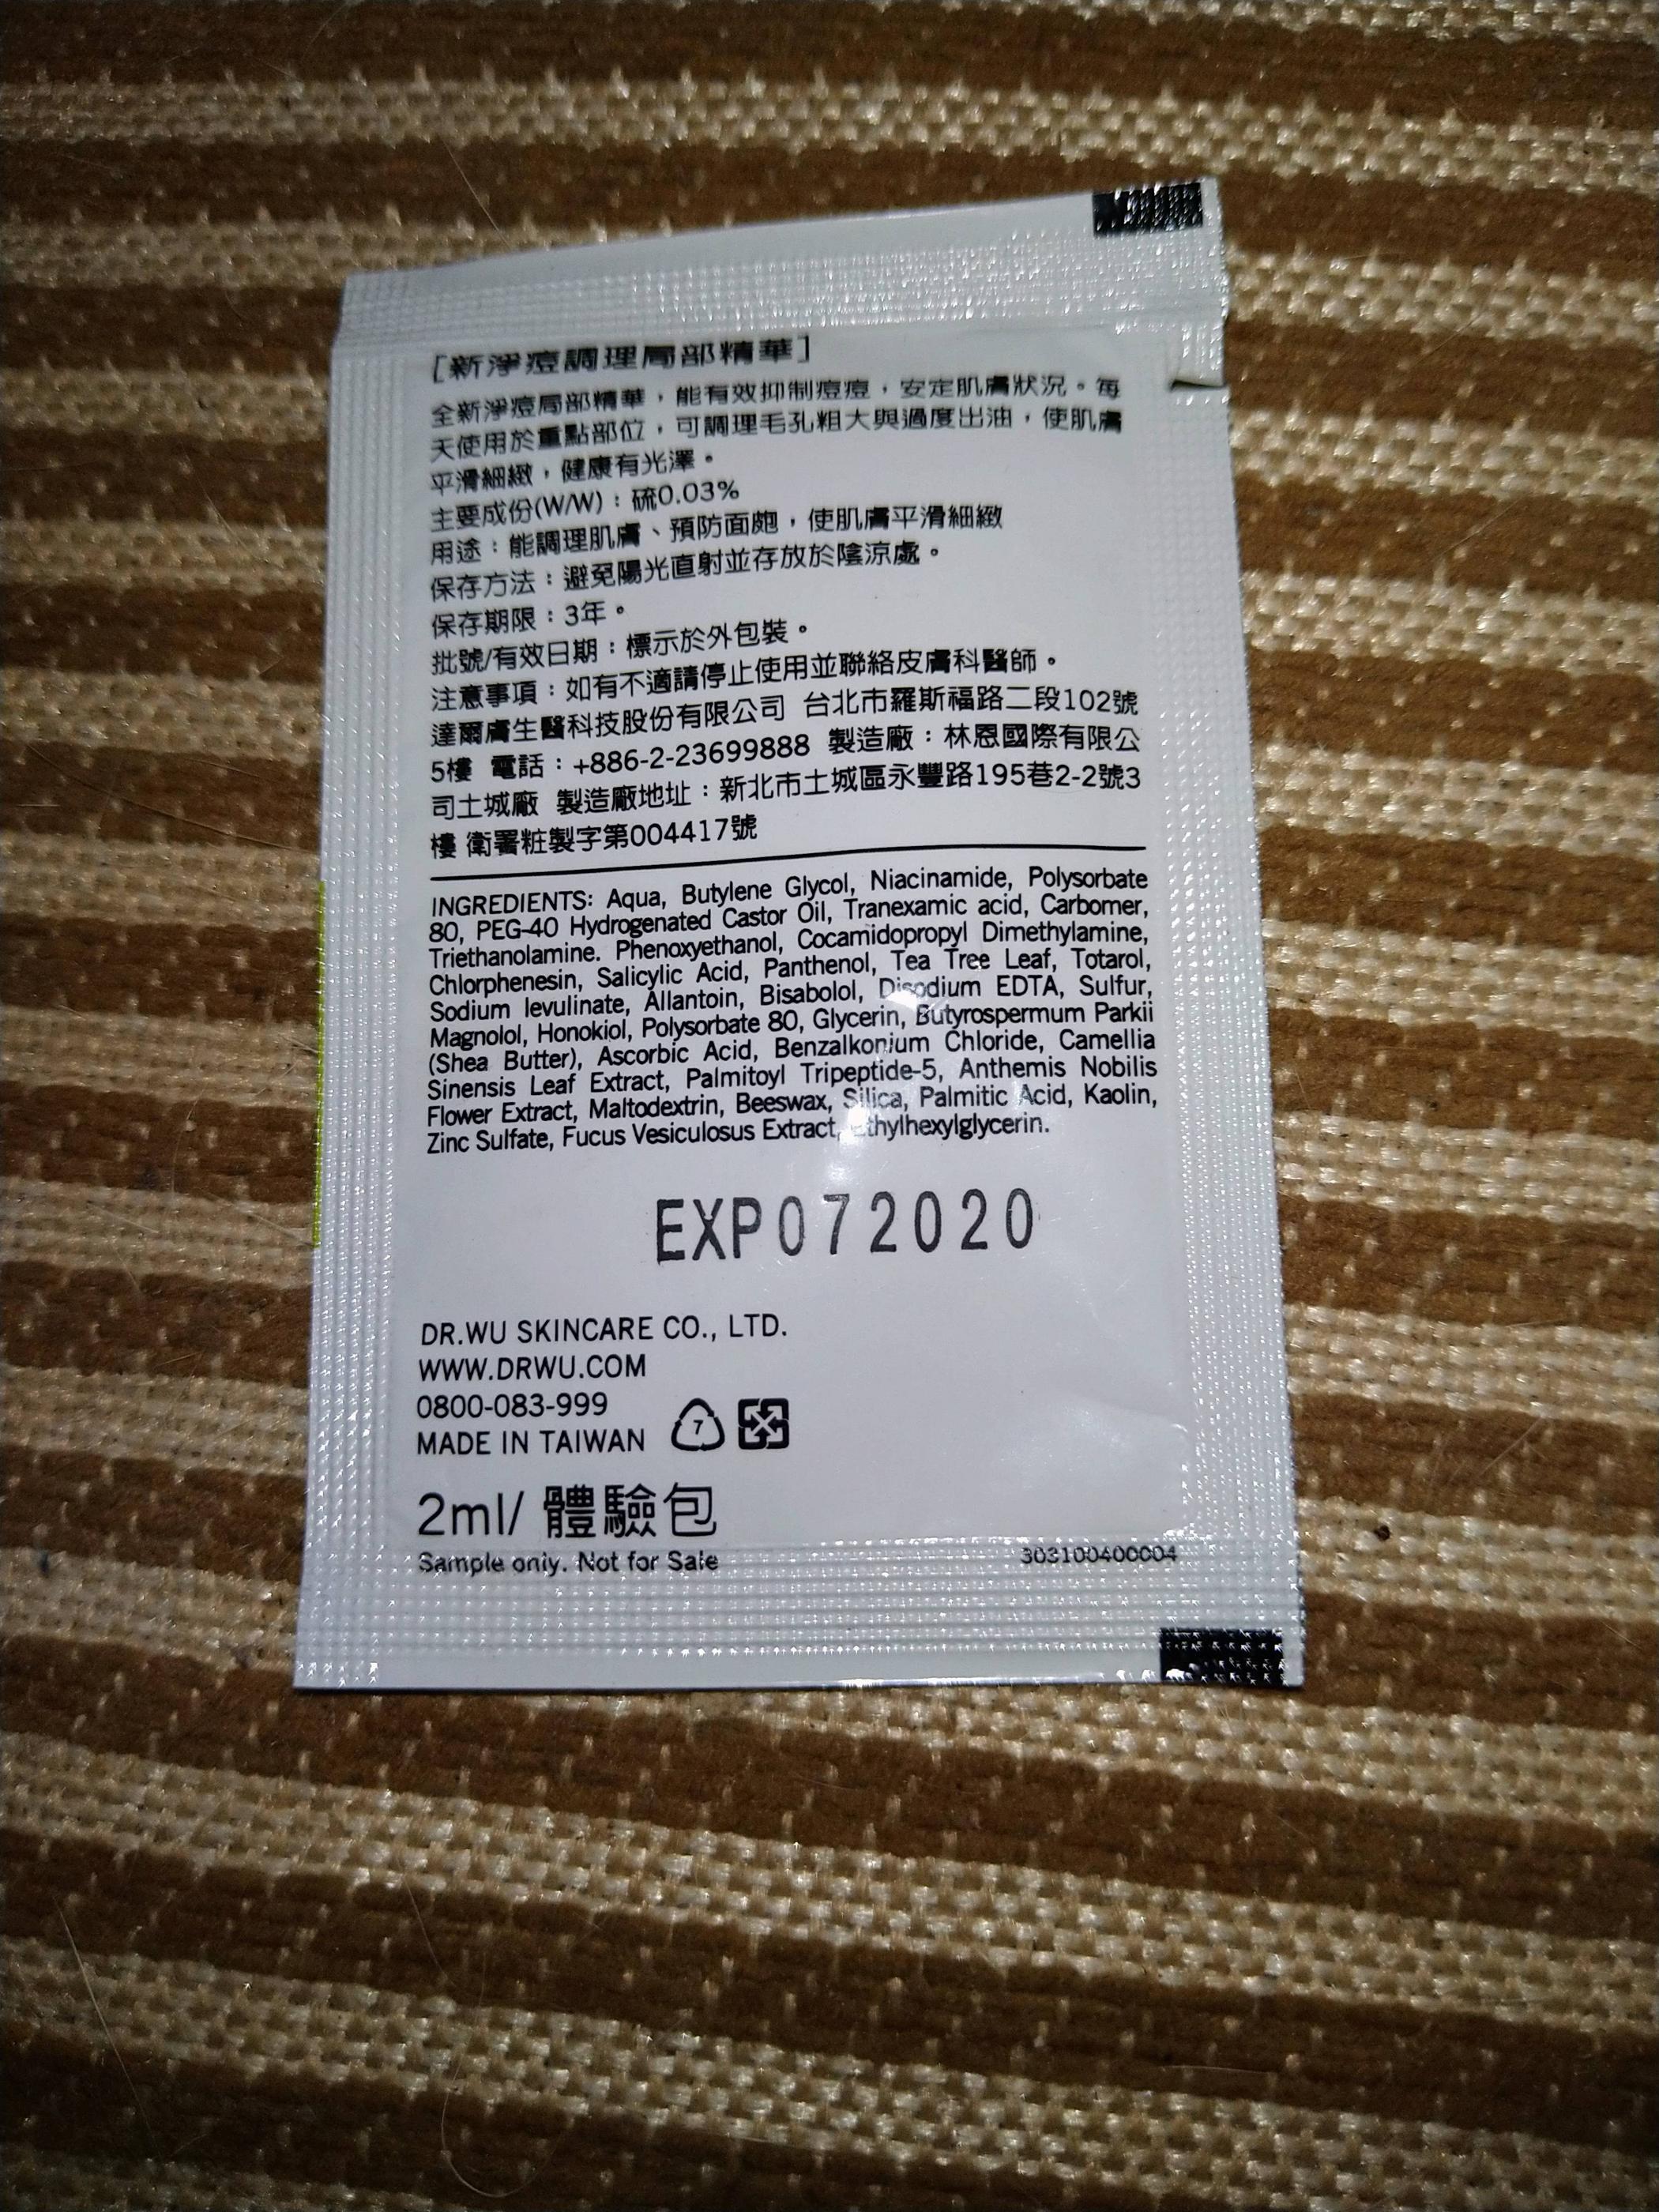 [新淨痘調理局部精華]
全新淨痘局部精華，能有效抑制痘痘，安定肌膚狀況。每
天使用於重點部位，可調理毛孔粗大與過度出油，使肌膚
平滑細緻，健康有光澤。
主要成份(W/W)：硫0.03%
用途：能調理肌膚、預防面皰，使肌膚平滑細緻
保存方法：避免陽光直射並存放於陰涼處。
保存期限：3年。
批號/有效日期：標示於外包裝。
注意事項：如有不適請停止使用並聯絡皮膚科醫師。
達爾膚生醫科技股份有限公司 台北市羅斯福路二段102號
5樓 電話：+886-2-23699888 製造廠：林恩國際有限公
司土城廠 製造廠地址：新北市土城區永豐路195巷2-2號3
樓 衛署粧製字第004417號
INGREDIENTS: Aqua, Butylene Glycol, Niacinamide, Polysorbate
80, PEG-40 Hydrogenated Castor Oil, Tranexamic acid, Carbomer,
Triethanolamine. Phenoxyethanol, Cocamidopropyl Dimethylamine,
Chlorphenesin, Salicylic Acid, Panthenol, Tea Tree Leaf, Totarol,
Sodium levulinate, Allantoin, Bisabolol, Disodium EDTA, Sulfur,
Magnolol, Honokiol, Polysorbate 80, Glycerin, Butyrospermum Parkii
(Shea Butter), Ascorbic Acid, Benzalkonium Chloride, Camellia
Sinensis Leaf Extract, Palmitoyl Tripeptide-5, Anthemis Nobilis
Flower Extract, Maltodextrin, Beeswax, Silica, Palmitic Acid, Kaolin,
Zinc Sulfate, Fucus Vesiculosus Extract, Ethylhexylglycerin.
EXP072020
DR.WU SKINCARE CO., LTD.
WWW.DRWU.COM
0800-083-999
MADE IN TAIWAN 7
2ml/ 體驗包
Sample only. Not for Sale
303100400004